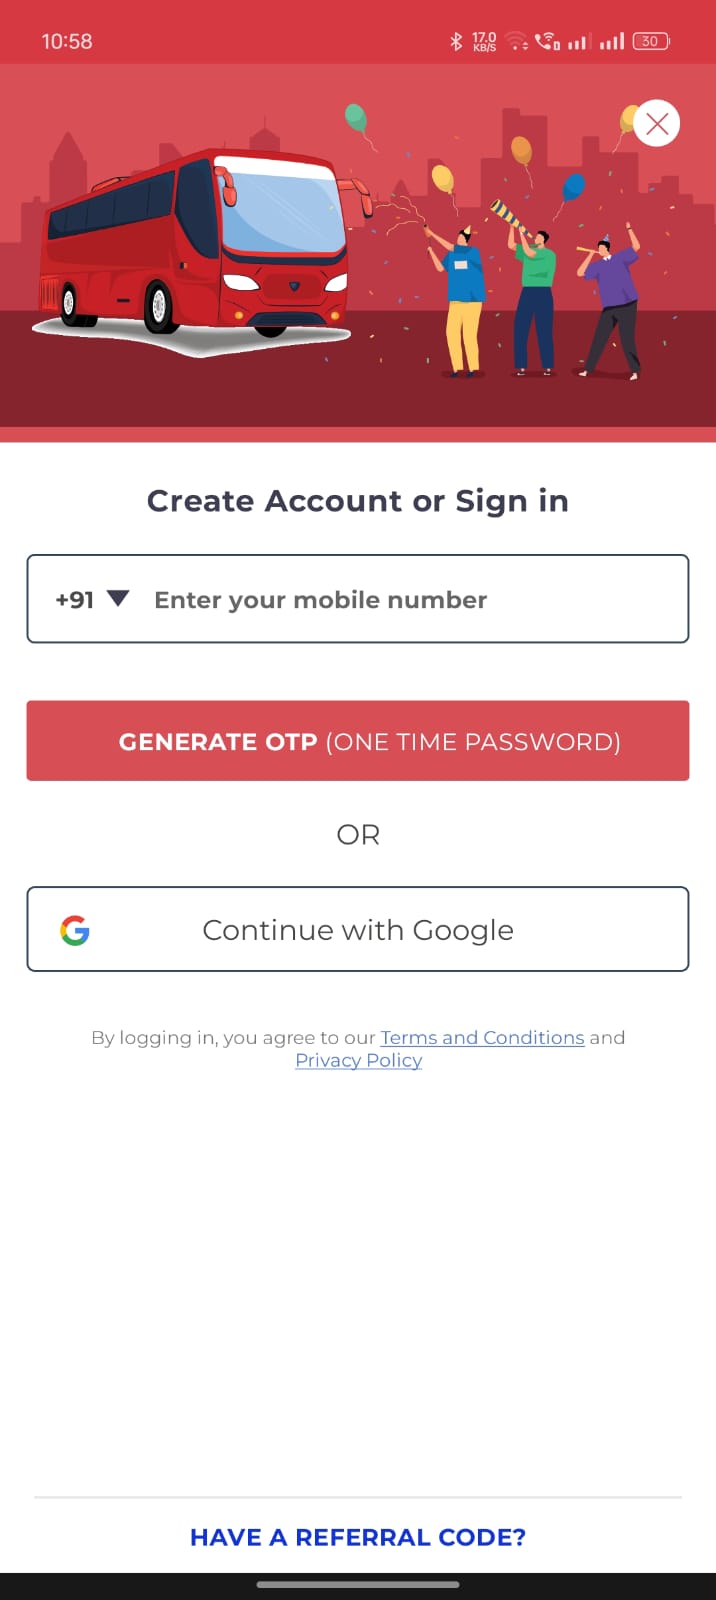 10:58
17.0
KB/S
30
Create Account or Sign in
+91 Enter your mobile number
GENERATE OTP (ONE TIME PASSWORD)
OR
Continue with Google
By logging in, you agree to our Terms and Conditions and
Privacy Policy
HAVE A REFERRAL CODE?